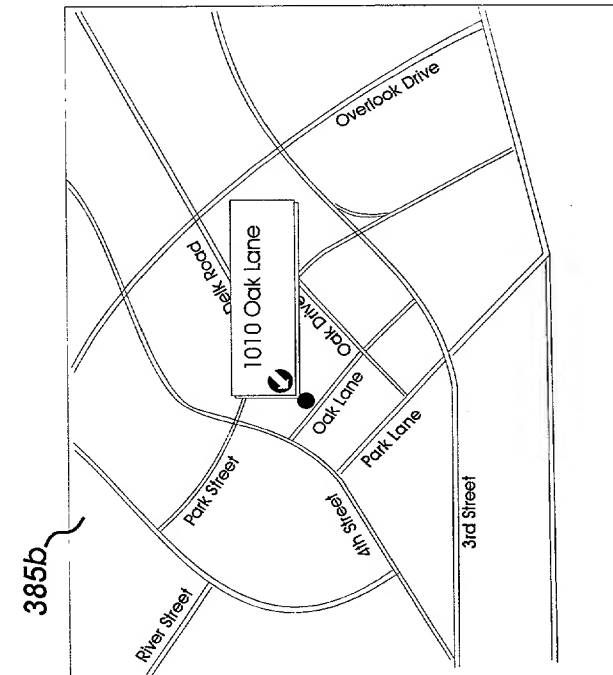 Overlook Drive
Delk Road
1010 Oak Lane
Oak Drive
Oak Lane
Park Lane
Park Street
4th Street
3rd Street
385b
River Street